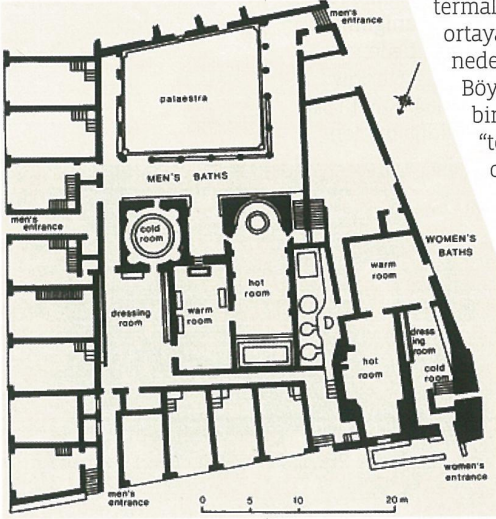 men's
entrance
palaestra
MEN'S BATHS
men's
entrance
cold
room
dressing
room
warm
room
hot
room
WOMEN'S
BATHS
warm
room
hot
room
dress
ing
room
cold
room
men's
entrance
women's
entrance
0 5 10 20 m
termal
ortaya
nede
Böy
bir